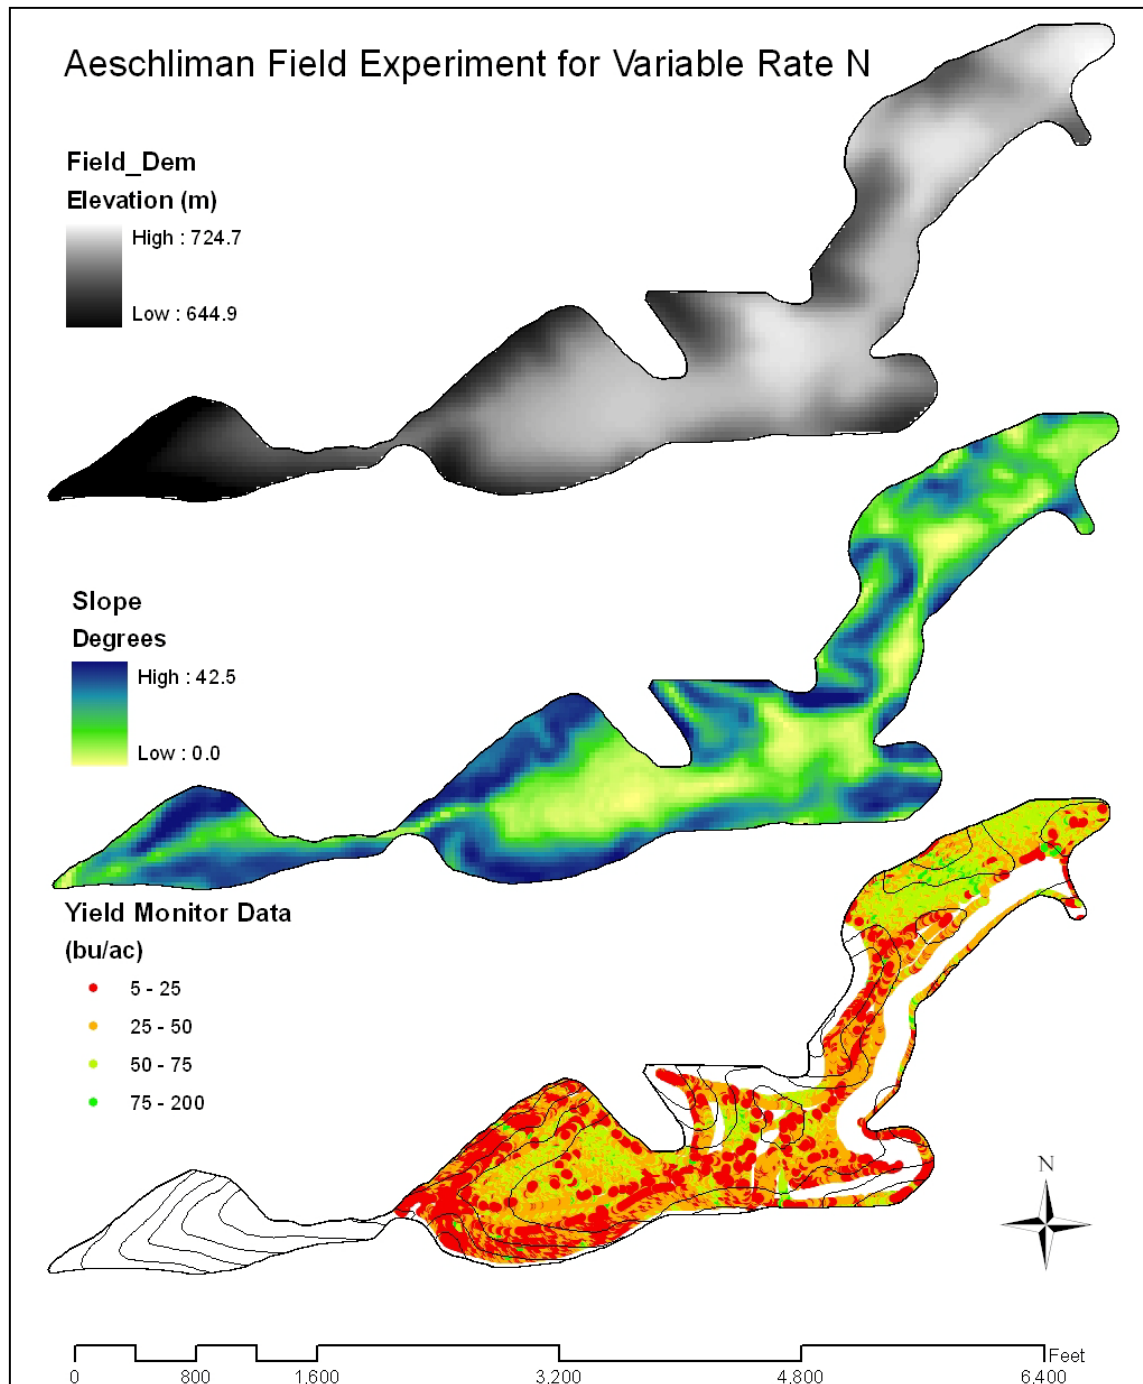 Aeschliman Field Experiment for Variable Rate N
Field_Dem
Elevation (m)
High : 724.7
Low : 644.9
Slope
Degrees
High : 42.5
Low : 0.0
Yield Monitor Data
(bu/ac)
5 - 25
25 - 50
50 - 75
75 - 200
N
Feet
0 800 1.600 3.200 4.800 6.400